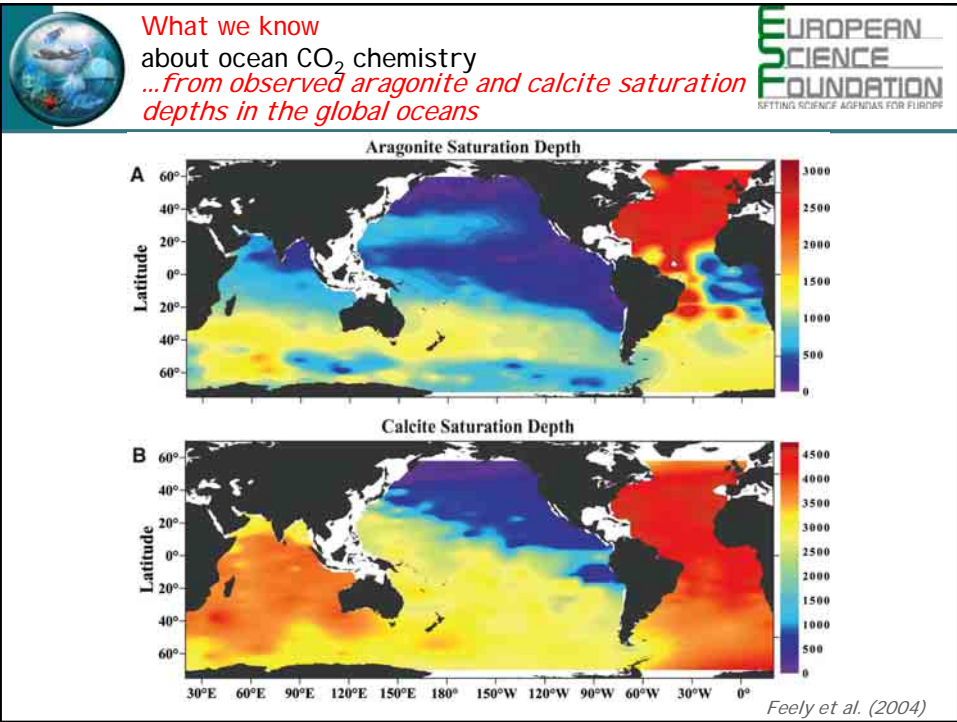 What we know
about ocean CO₂ chemistry
...from observed aragonite and calcite saturation
depths in the global oceans
EUROPEAN
SCIENCE
FOUNDATION
SETTING SCIENCE AGENDAS FOR EUROPE
Aragonite Saturation Depth
A
Latitude
60°
40°
20°
0°
20°
40°
60°
3000
2500
2000
1500
1000
500
0
Calcite Saturation Depth
B
Latitude
60°
40°
20°
0°
20°
40°
60°
4500
4000
3500
3000
2500
2000
1500
1000
500
0
30°E 60°E 90°E 120°E 150°E 180° 150°W 120°W 90°W 60°W 30°W 0°
Feely et al. (2004)